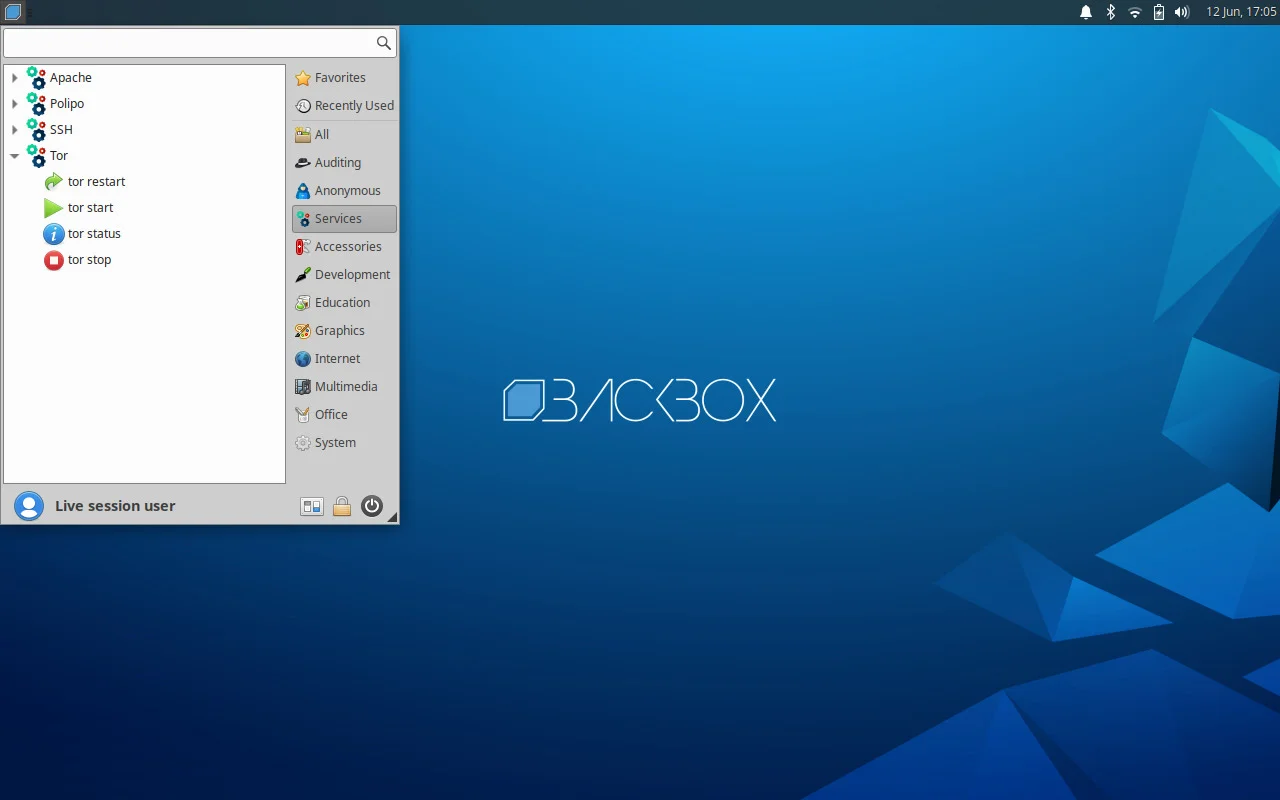 12 Jun, 17:05
Apache
Polipo
SSH
Tor
tor restart
tor start
tor status
tor stop
Favorites
Recently Used
All
Auditing
Anonymous
Services
Accessories
Development
Education
Graphics
Internet
Multimedia
Office
System
Live session user
BACKBOX